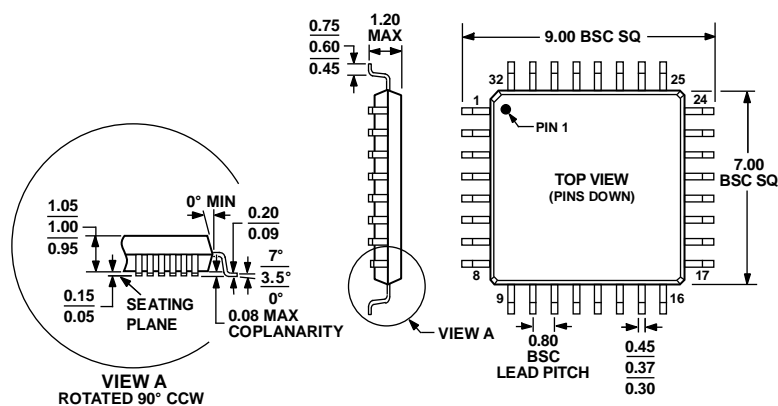 0.75
0.60
0.45
1.20
MAX
9.00 BSC SQ
32
25
1
24
PIN 1
TOP VIEW
(PINS DOWN)
7.00
BSC SQ
8
17
9
16
0.80
BSC
LEAD PITCH
0.45
0.37
0.30
VIEW A
0° MIN
1.05
1.00
0.95
0.20
0.09
7°
3.5°
0°
0.15
0.05
SEATING
PLANE
0.08 MAX
COPLANARITY
VIEW A
ROTATED 90° CCW